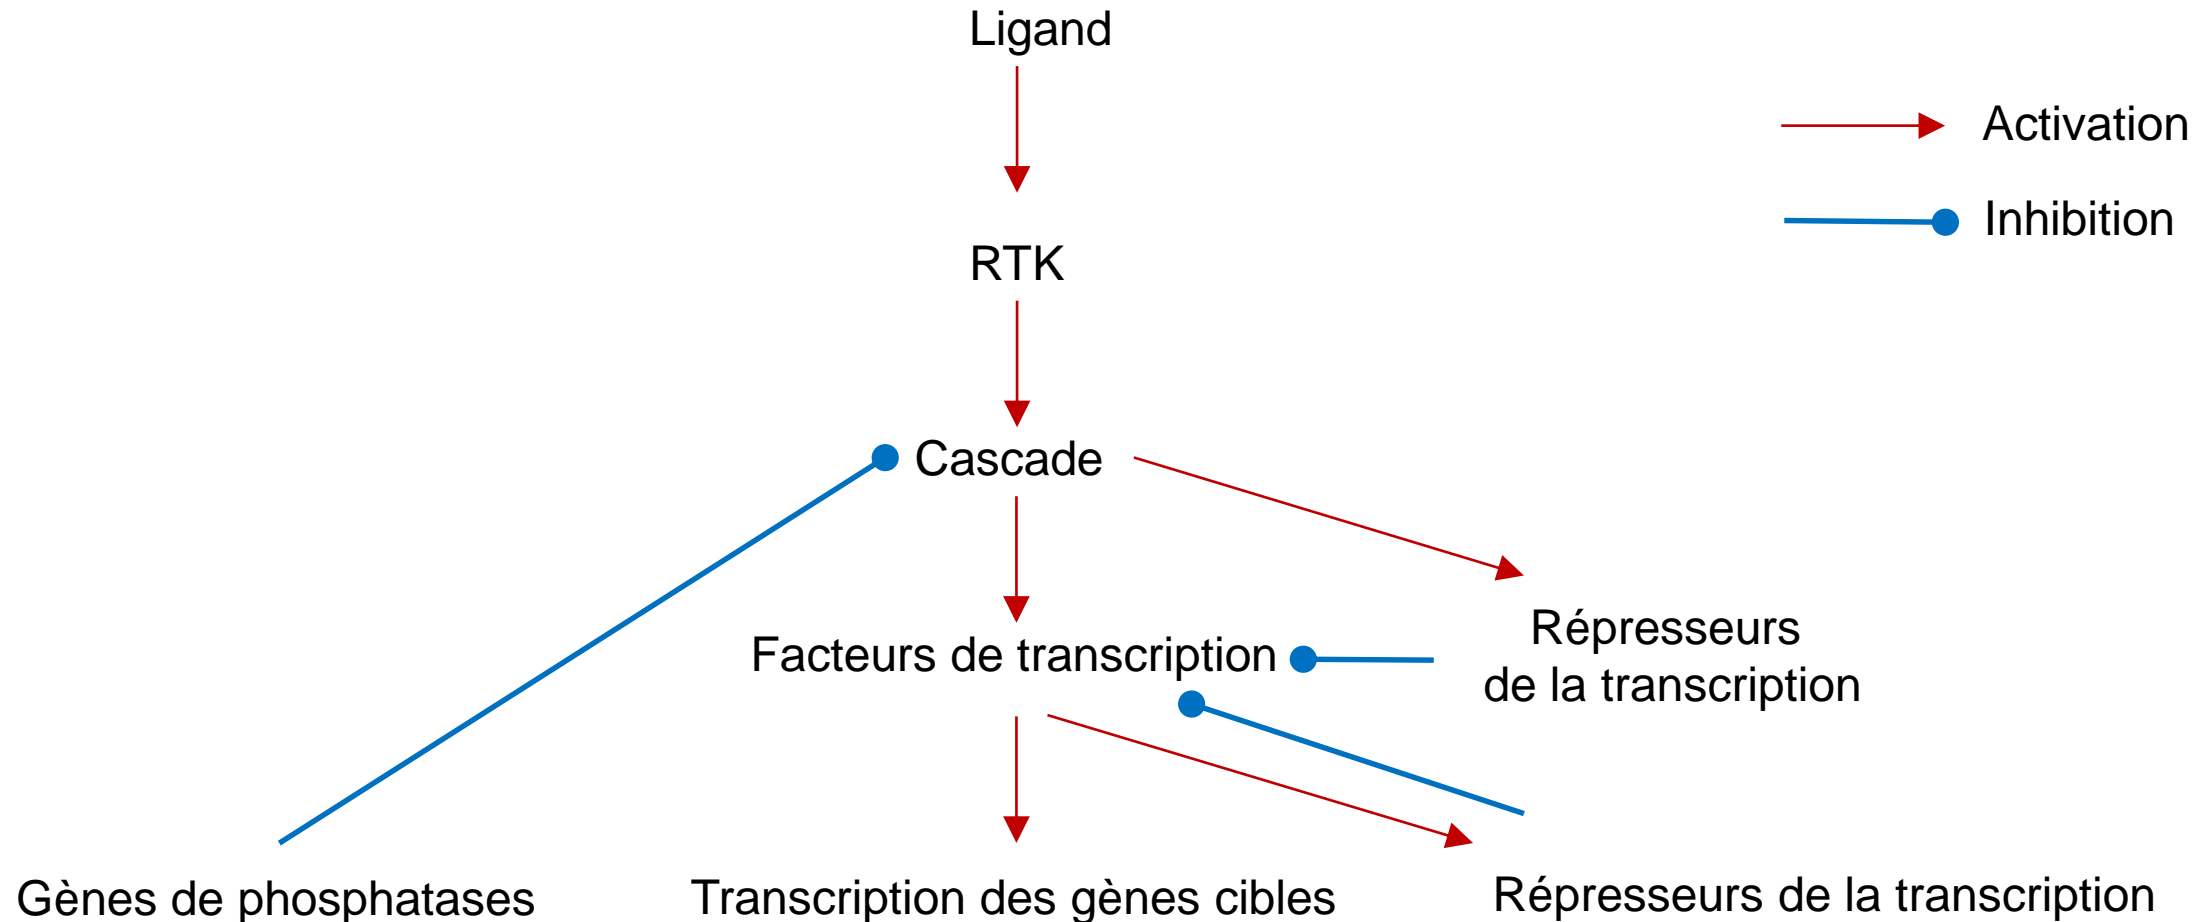 Ligand
Activation
Inhibition
RTK
Cascade
Répresseurs
de la transcription
Facteurs de transcription
Gènes de phosphatases
Transcription des gènes cibles
Répresseurs de la transcription